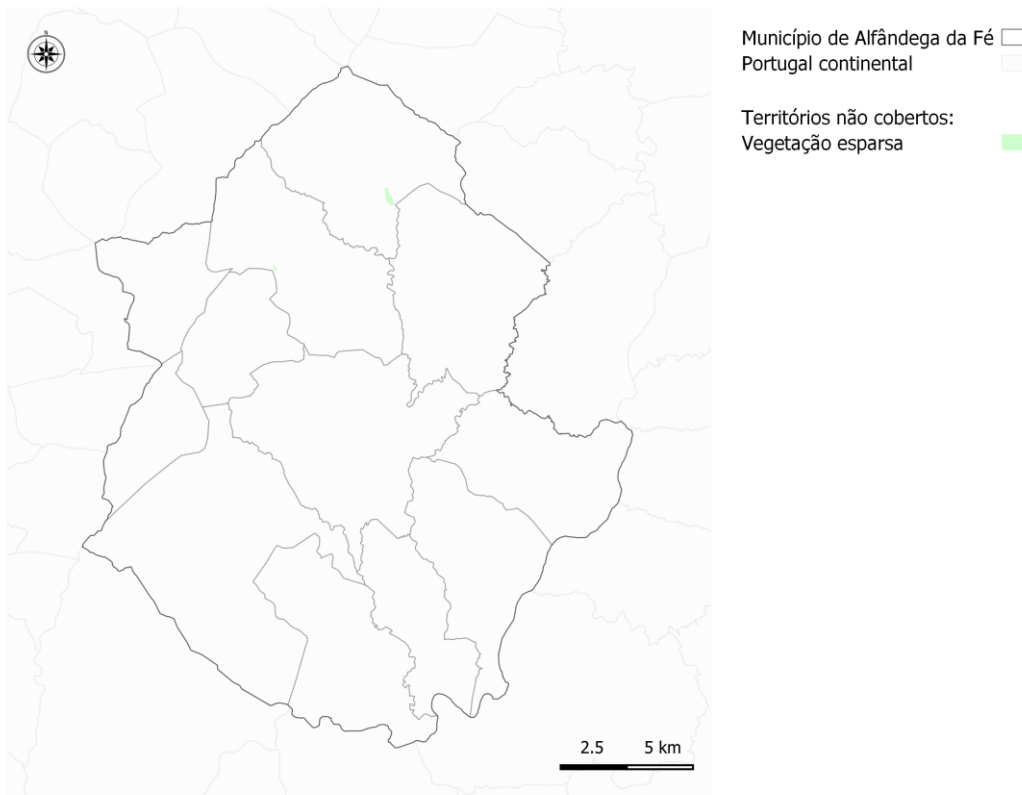 N
Município de Alfândega da Fé
Portugal continental
Territórios não cobertos:
Vegetação esparsa
2.5 5 km